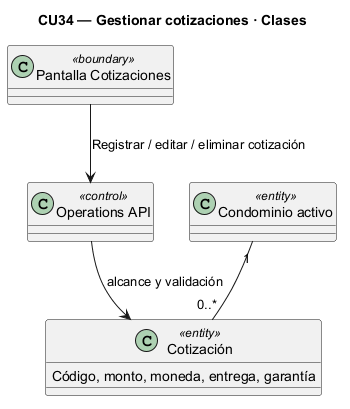 CU34 — Gestionar cotizaciones · Clases
«boundary»
C Pantalla Cotizaciones
Registrar / editar / eliminar cotización
«control»
C Operations API
«entity»
C Condominio activo
alcance y validación
1
0..*
«entity»
C Cotización
Código, monto, moneda, entrega, garantía